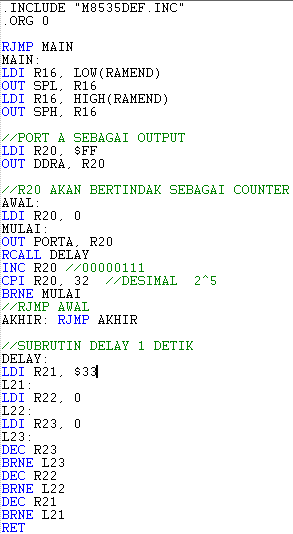 .INCLUDE "M8535DEF.INC"
.ORG 0
RJMP MAIN
MAIN:
LDI R16, LOW(RAMEND)
OUT SPL, R16
LDI R16, HIGH(RAMEND)
OUT SPH, R16
//PORT A SEBAGAI OUTPUT
LDI R20, $FF
OUT DDRA, R20
//R20 AKAN BERTINDAK SEBAGAI COUNTER
AWAL:
LDI R20, 0
MULAI:
OUT PORTA, R20
RCALL DELAY
INC R20 //00000111
CPI R20, 32  //DESIMAL  2^5
BRNE MULAI
//RJMP AWAL
AKHIR: RJMP AKHIR
//SUBRUTIN DELAY 1 DETIK
DELAY:
LDI R21, $33
L21:
LDI R22, 0
L22:
LDI R23, 0
L23:
DEC R23
BRNE L23
DEC R22
BRNE L22
DEC R21
BRNE L21
RET